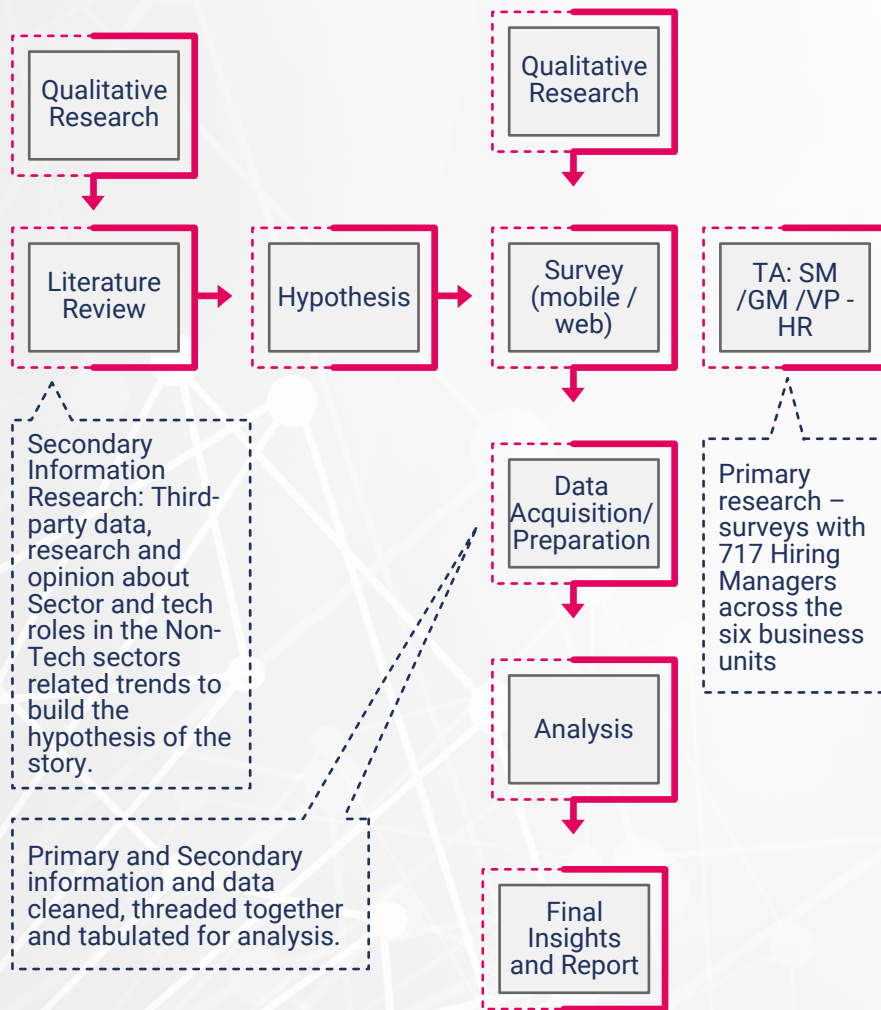 Qualitative
Research
Qualitative
Research
Literature
Review
Hypothesis
Survey
(mobile /
web)
TA: SM
/GM /VP -
HR
Secondary
Information
Research: Third-
party data,
research and
opinion about
Sector and tech
roles in the Non-
Tech sectors
related trends to
build the
hypothesis of the
story.
Data
Acquisition/
Preparation
Primary
research –
surveys with
717 Hiring
Managers
across the
six business
units
Analysis
Primary and Secondary
information and data
cleaned, threaded together
and tabulated for analysis.
Final
Insights
and Report